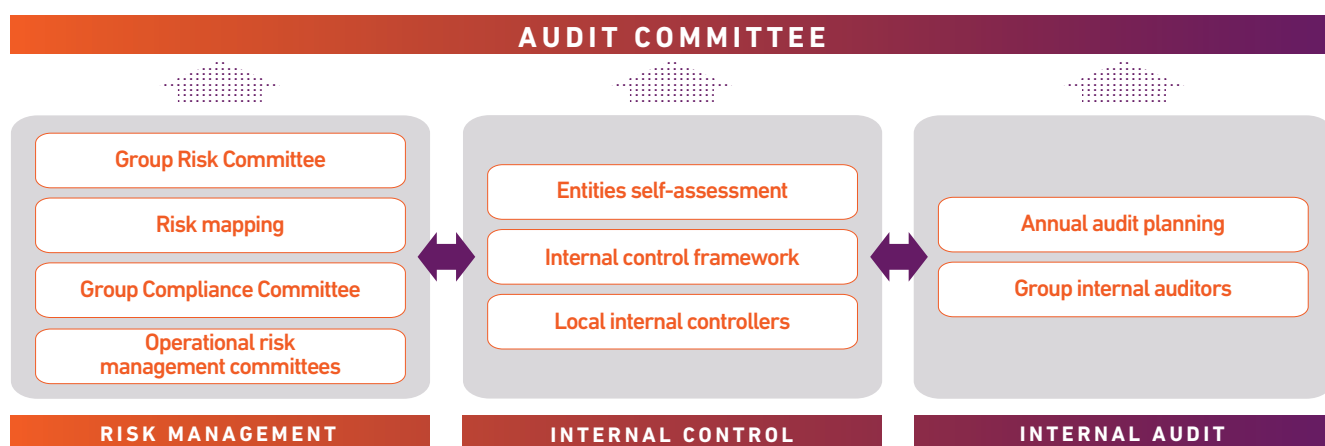 AUDIT COMMITTEE
Group Risk Committee
Risk mapping
Group Compliance Committee
Operational risk
management committees
RISK MANAGEMENT
Entities self-assessment
Internal control framework
Local internal controllers
INTERNAL CONTROL
Annual audit planning
Group internal auditors
INTERNAL AUDIT